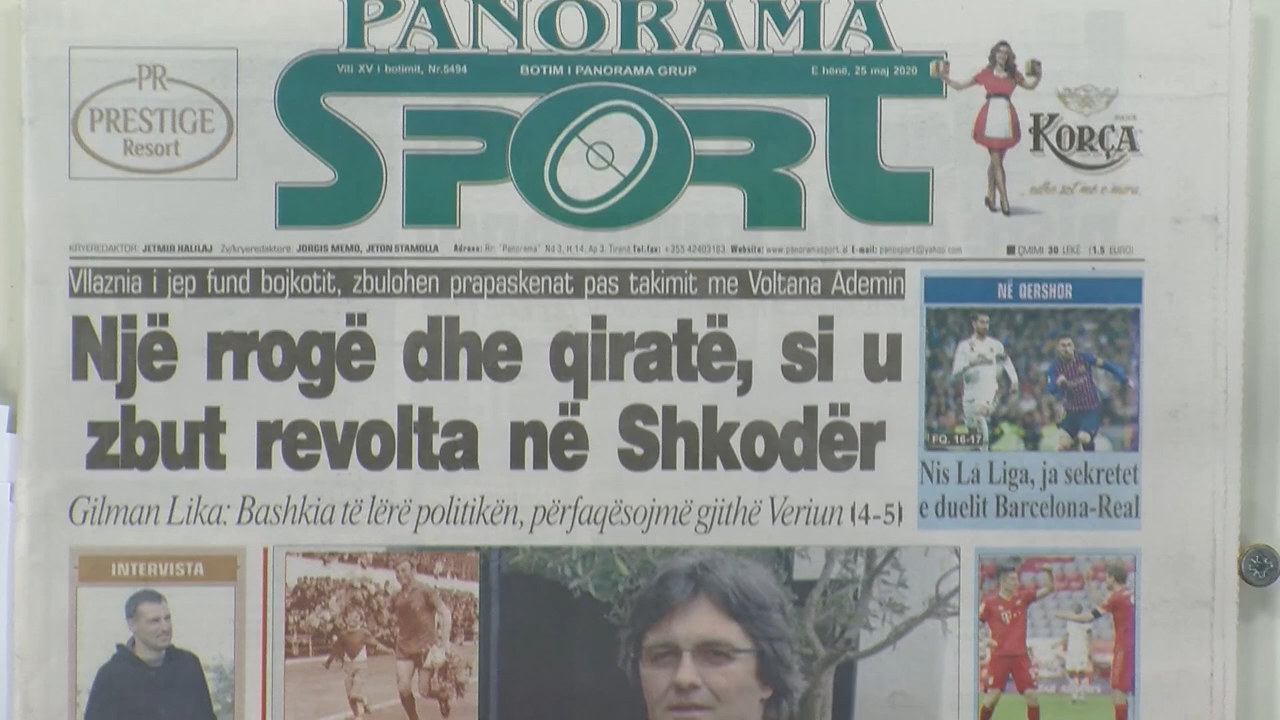 PANORAMA
Viti XV i botimit, Nr.5494
BOTIM I PANORAMA GRUP
E hënë, 25 maj 2020
SPORT
PR
PRESTIGE
Resort
KORÇA
KRYEREDAKTOR: JETMIR HALILAJ Zv/kryeredaktore: JORGIS MEMO, JETON STAMOLLA Adresa: Rr. "Panorama" Nd 3, H.14, Ap 3, Tiranë Tel.fax: +355 42403183 Website: www.panoramasport.al E-mail: panosport@yahoo.com
ÇMIMI 30 LEKË (1.5 EURO)
Vllaznia i jep fund bojkotit, zbulohen prapaskenat pas takimit me Voltana Ademin
Një rrogë dhe qiratë, si u
zbut revolta në Shkodër
Gilman Lika: Bashkia të lërë politikën, përfaqësojmë gjithë Veriun (4-5)
NË QERSHOR
FQ. 16-17
Nis La Liga, ja sekretet
e duelit Barcelona-Real
INTERVISTA